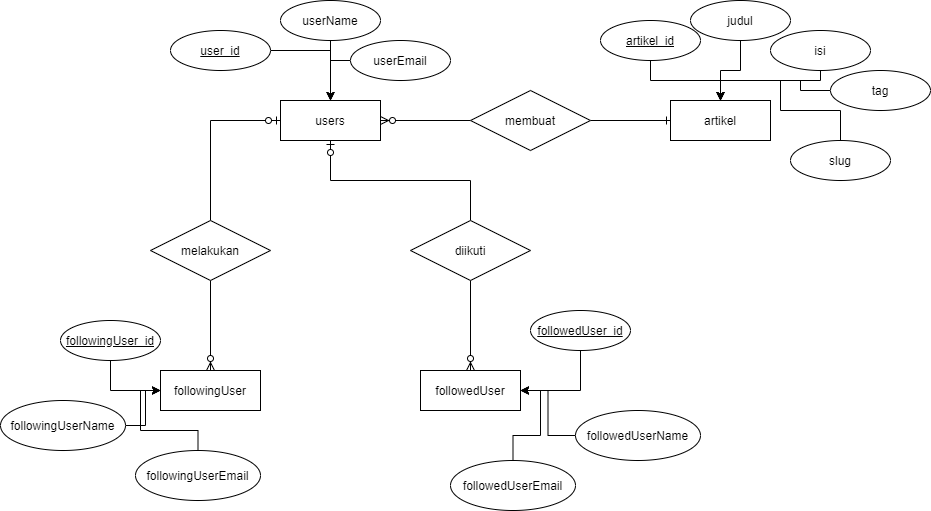 userName
judul
user_id
artikel_id
isi
userEmail
tag
users
membuat
artikel
slug
melakukan
diikuti
followingUser_id
followedUser_id
followingUser
followedUser
followingUserName
followedUserName
followingUserEmail
followedUserEmail